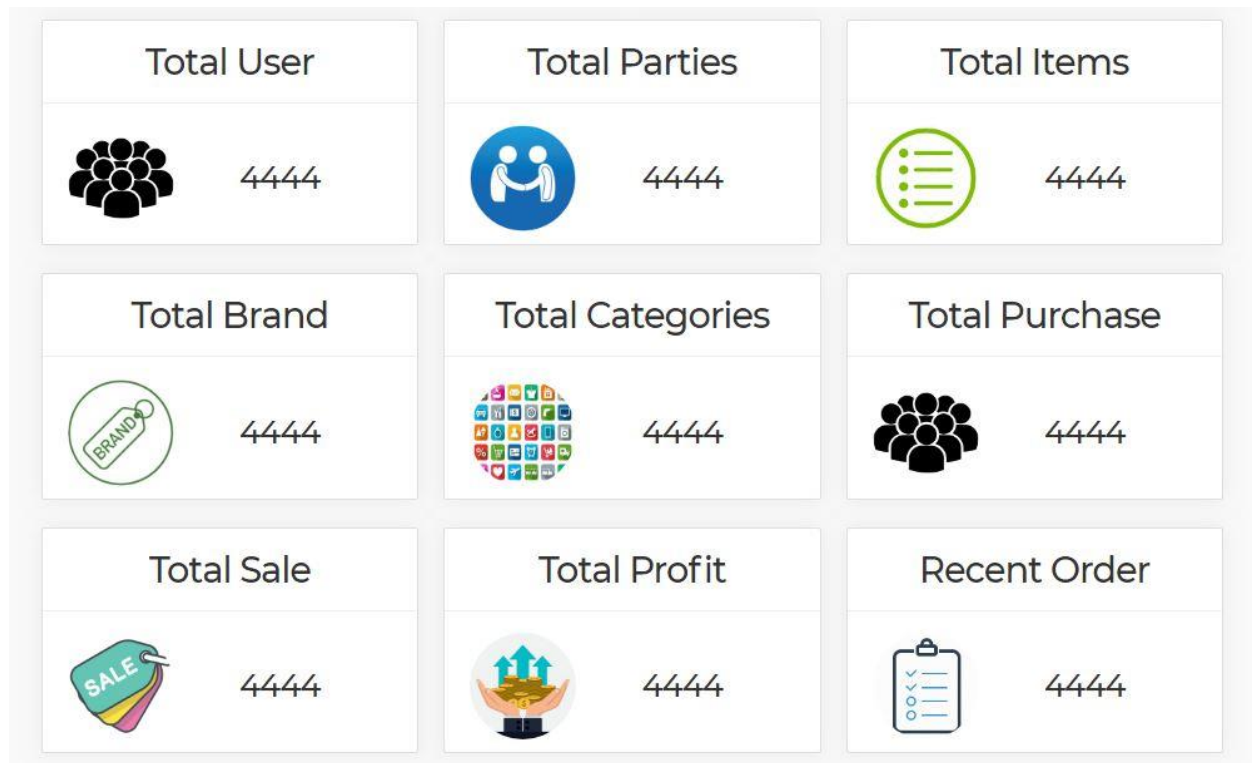 Total User
Total Parties
Total Items
4444
4444
4444
Total Brand
Total Categories
Total Purchase
BRAND
4444
4444
4444
Total Sale
Total Profit
Recent Order
SALE
4444
4444
4444